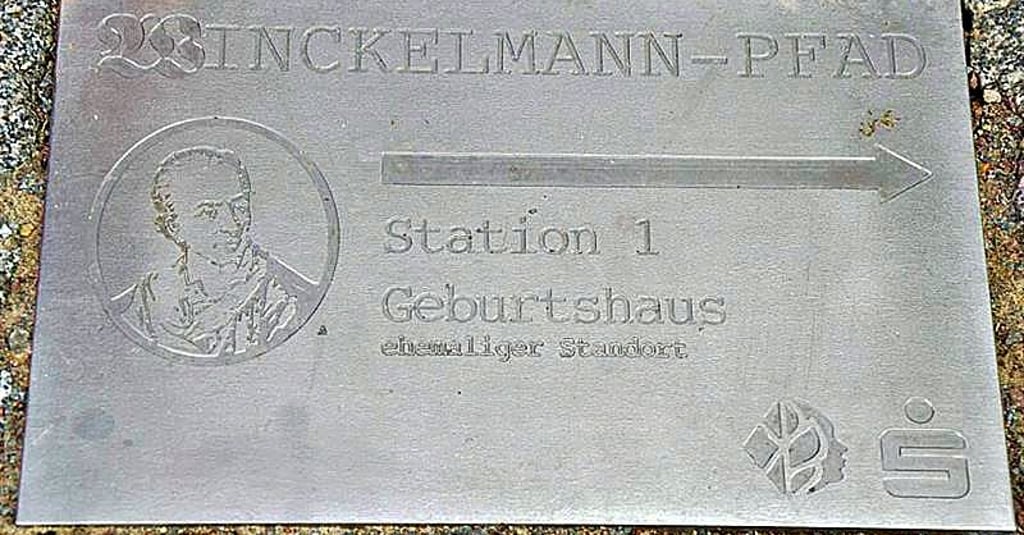 WINCKELMANN-PFAD
Station 1
Geburtshaus
ehemaliger Standort